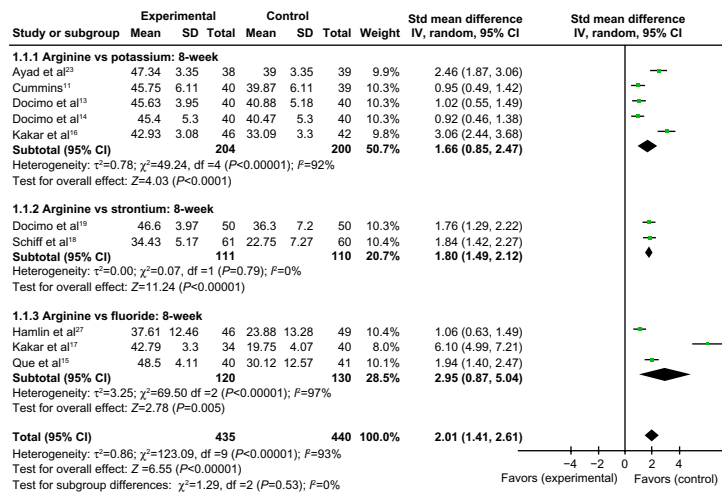 Experimental Control Std mean difference Std mean difference
Study or subgroup Mean SD Total Mean SD Total Weight IV, random, 95% CI IV, random, 95% CI
1.1.1 Arginine vs potassium: 8-week
Ayad et al²³ 47.34 3.35 38 39 3.35 39 9.9% 2.46 (1.87, 3.06)
Cummins¹¹ 45.75 6.11 40 39.87 6.11 39 10.3% 0.95 (0.49, 1.42)
Docimo et al¹³ 45.63 3.95 40 40.88 5.18 40 10.3% 1.02 (0.55, 1.49)
Docimo et al¹⁴ 45.4 5.3 40 40.47 5.3 40 10.3% 0.92 (0.46, 1.38)
Kakar et al¹⁶ 42.93 3.08 46 33.09 3.3 42 9.8% 3.06 (2.44, 3.68)
Subtotal (95% CI) 204 200 50.7% 1.66 (0.85, 2.47)
Heterogeneity: τ²=0.78; χ²=49.24, df =4 (P<0.00001); I²=92%
Test for overall effect: Z=4.03 (P<0.0001)
1.1.2 Arginine vs strontium: 8-week
Docimo et al¹⁹ 46.6 3.97 50 36.3 7.2 50 10.3% 1.76 (1.29, 2.22)
Schiff et al¹⁸ 34.43 5.17 61 22.75 7.27 60 10.4% 1.84 (1.42, 2.27)
Subtotal (95% CI) 111 110 20.7% 1.80 (1.49, 2.12)
Heterogeneity: τ²=0.00; χ²=0.07, df =1 (P=0.79); I²=0%
Test for overall effect: Z=11.24 (P<0.00001)
1.1.3 Arginine vs fluoride: 8-week
Hamlin et al²⁷ 37.61 12.46 46 23.88 13.28 49 10.4% 1.06 (0.63, 1.49)
Kakar et al¹⁷ 42.79 3.3 34 19.75 4.07 40 8.0% 6.10 (4.99, 7.21)
Que et al¹⁵ 48.5 4.11 40 30.12 12.57 41 10.1% 1.94 (1.40, 2.47)
Subtotal (95% CI) 120 130 28.5% 2.95 (0.87, 5.04)
Heterogeneity: τ²=3.25; χ²=69.50 df =2 (P<0.00001); I²=97%
Test for overall effect: Z=2.78 (P=0.005)
Total (95% CI) 435 440 100.0% 2.01 (1.41, 2.61)
Heterogeneity: τ²=0.86; χ²=123.09, df =9 (P<0.00001); I²=93%
Test for overall effect: Z =6.55 (P<0.00001)
Test for subgroup differences: χ²=1.29, df =2 (P=0.53); I²=0%
−4 −2 0 2 4
Favors (experimental) Favors (control)